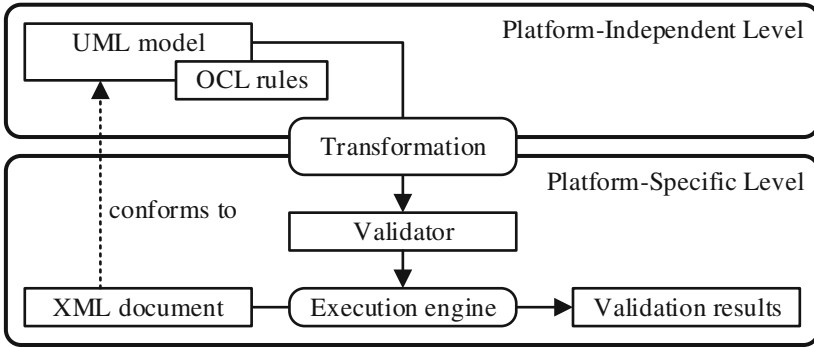 UML model
Platform-Independent Level
OCL rules
Transformation
Platform-Specific Level
conforms to
Validator
XML document
Execution engine
Validation results